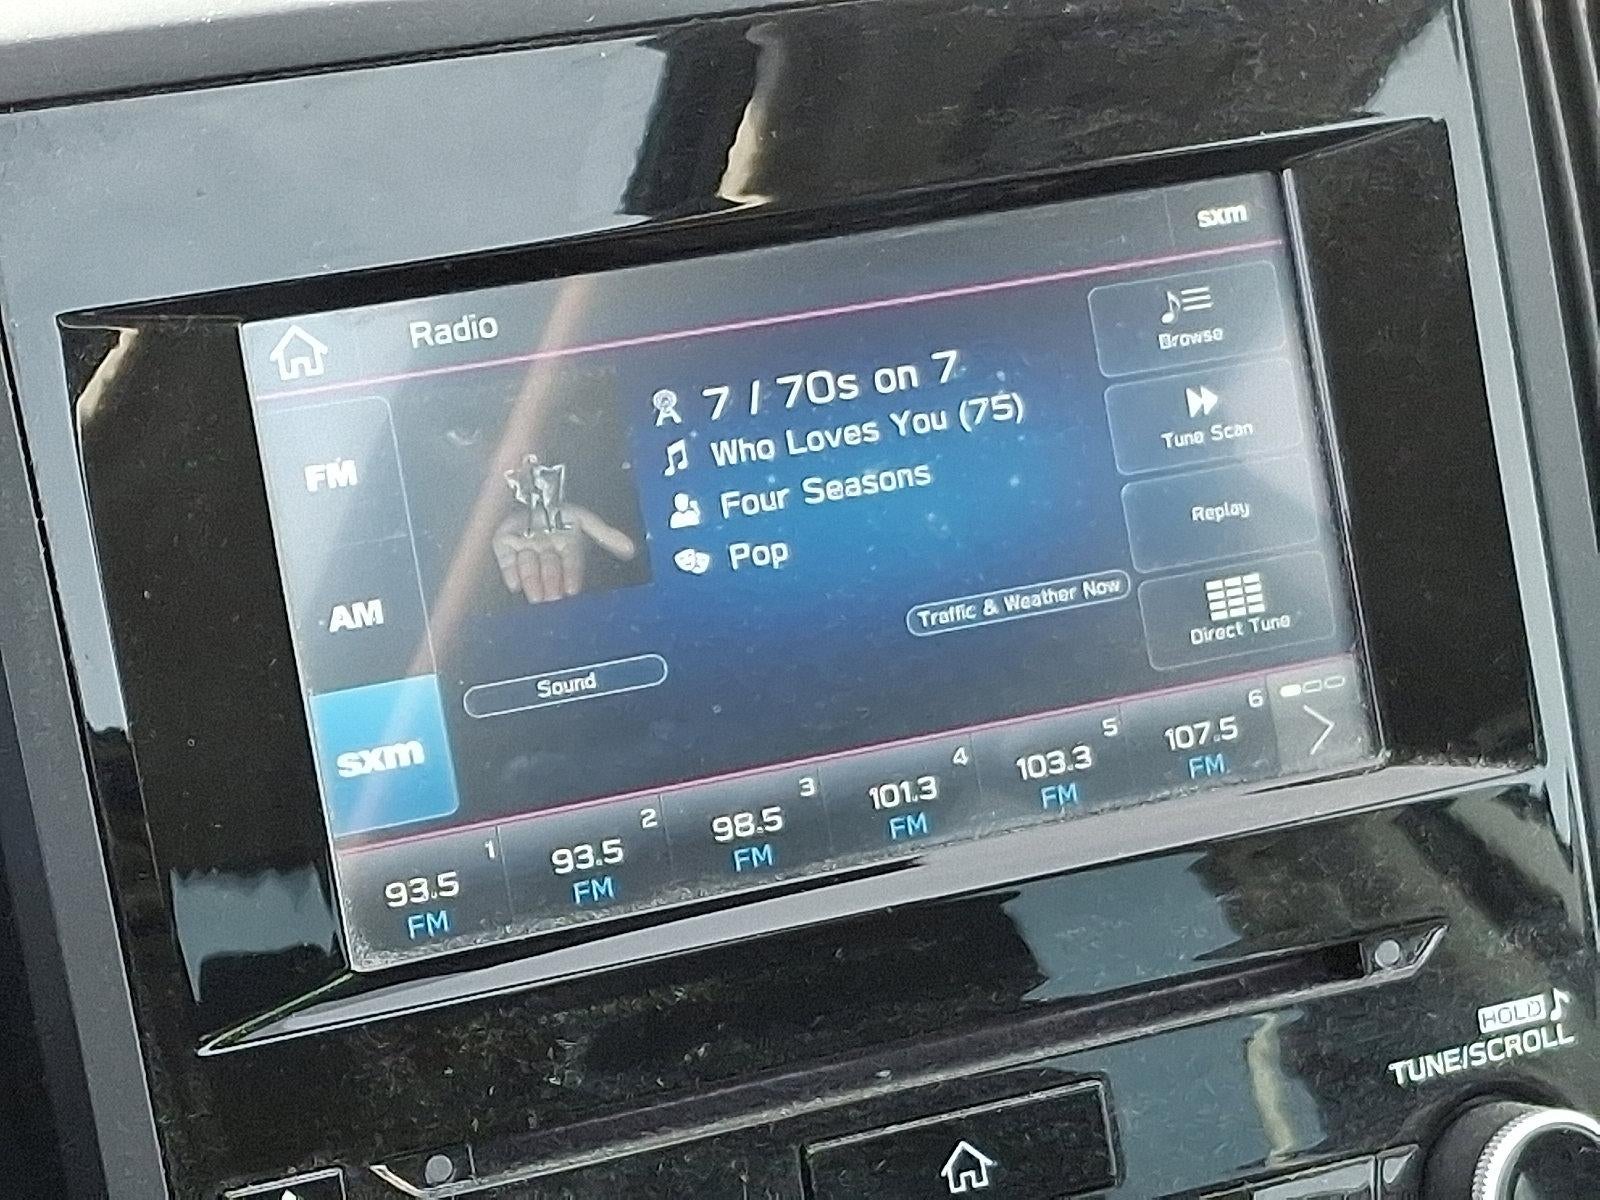 sxm
Radio
Browse
7 / 70s on 7
FM
Who Loves You (75)
Tune Scan
Four Seasons
Replay
Pop
AM
Traffic & Weather Now
Direct Tune
Sound
sxm
1
93.5
FM
2
93.5
FM
3
98.5
FM
4
101.3
FM
5
103.3
FM
6
107.5
FM
HOLD
TUNE/SCROLL